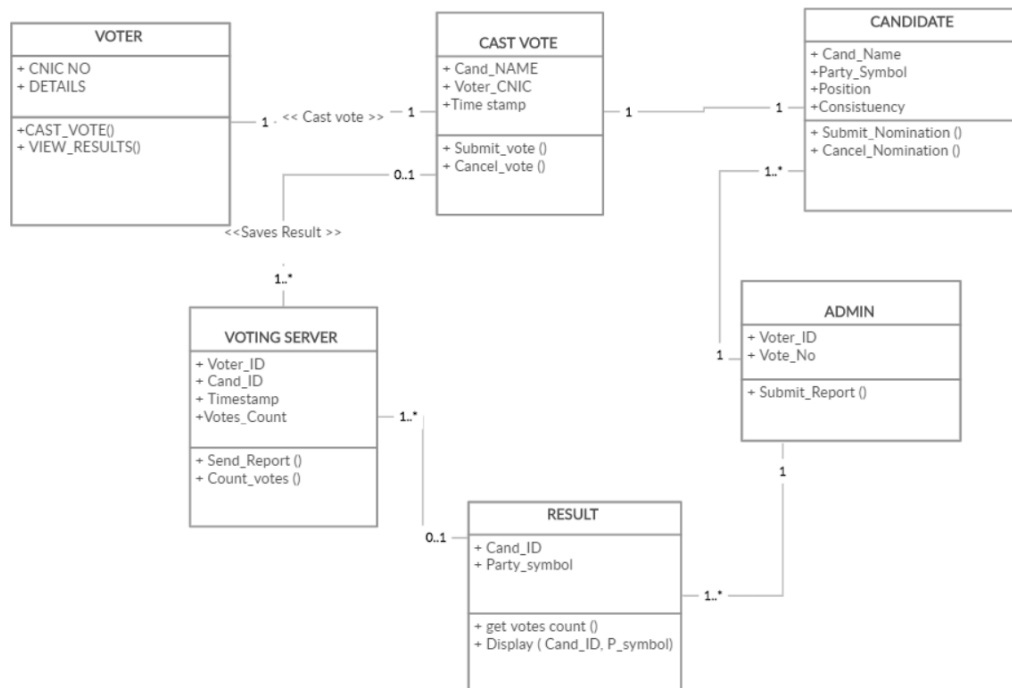 VOTER
+ CNIC NO
+ DETAILS
+CAST_VOTE()
+ VIEW_RESULTS()
1
<< Cast vote >>
1
CAST VOTE
+ Cand_NAME
+ Voter_CNIC
+Time stamp
+ Submit_vote ()
+ Cancel_vote ()
1
1
CANDIDATE
+ Cand_Name
+Party_Symbol
+ Position
+Consistuency
+ Submit_Nomination ()
+ Cancel_Nomination ()
0..1
<<Saves Result >>
1..*
1..*
1
VOTING SERVER
+ Voter_ID
+ Cand_ID
+ Timestamp
+Votes_Count
+ Send_Report ()
+ Count_votes ()
ADMIN
+ Voter_ID
+ Vote_No
+ Submit_Report ()
1..*
0..1
1
1..*
RESULT
+ Cand_ID
+ Party_symbol
+ get votes count ()
+ Display ( Cand_ID, P_symbol)